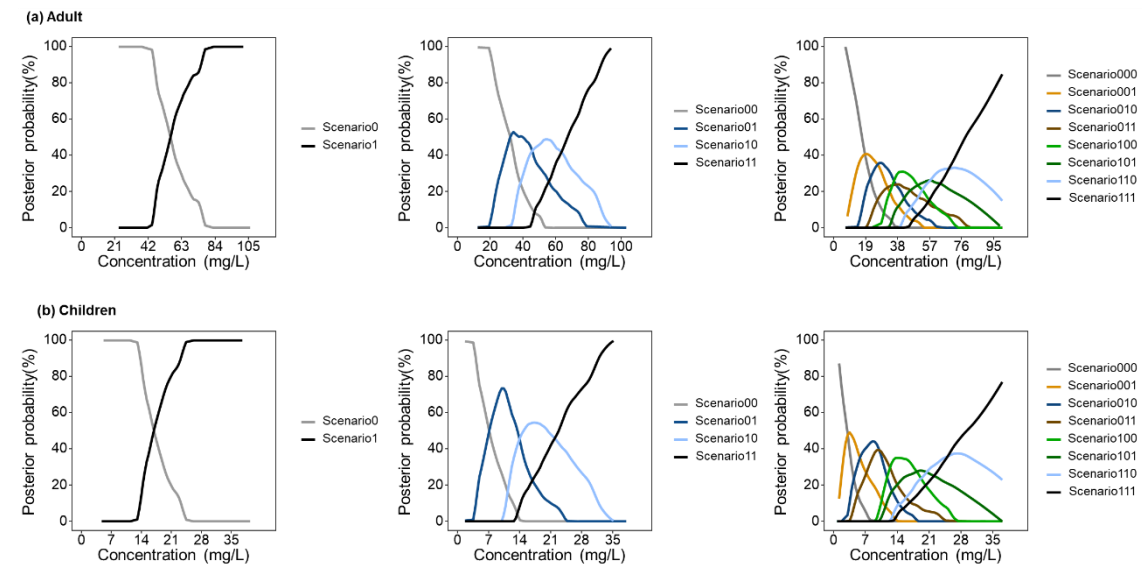 (a) Adult
Posterior probability(%)
100
80
60
40
20
0
0 21 42 63 84 105
Concentration (mg/L)
Scenario0
Scenario1
Posterior probability(%)
100
80
60
40
20
0
0 20 40 60 80 100
Concentration (mg/L)
Scenario00
Scenario01
Scenario10
Scenario11
Posterior probability(%)
100
80
60
40
20
0
0 19 38 57 76 95
Concentration (mg/L)
Scenario000
Scenario001
Scenario010
Scenario011
Scenario100
Scenario101
Scenario110
Scenario111
(b) Children
Posterior probability(%)
100
80
60
40
20
0
0 7 14 21 28 35
Concentration (mg/L)
Scenario0
Scenario1
Posterior probability(%)
100
80
60
40
20
0
0 7 14 21 28 35
Concentration (mg/L)
Scenario00
Scenario01
Scenario10
Scenario11
Posterior probability(%)
100
80
60
40
20
0
0 7 14 21 28 35
Concentration (mg/L)
Scenario000
Scenario001
Scenario010
Scenario011
Scenario100
Scenario101
Scenario110
Scenario111